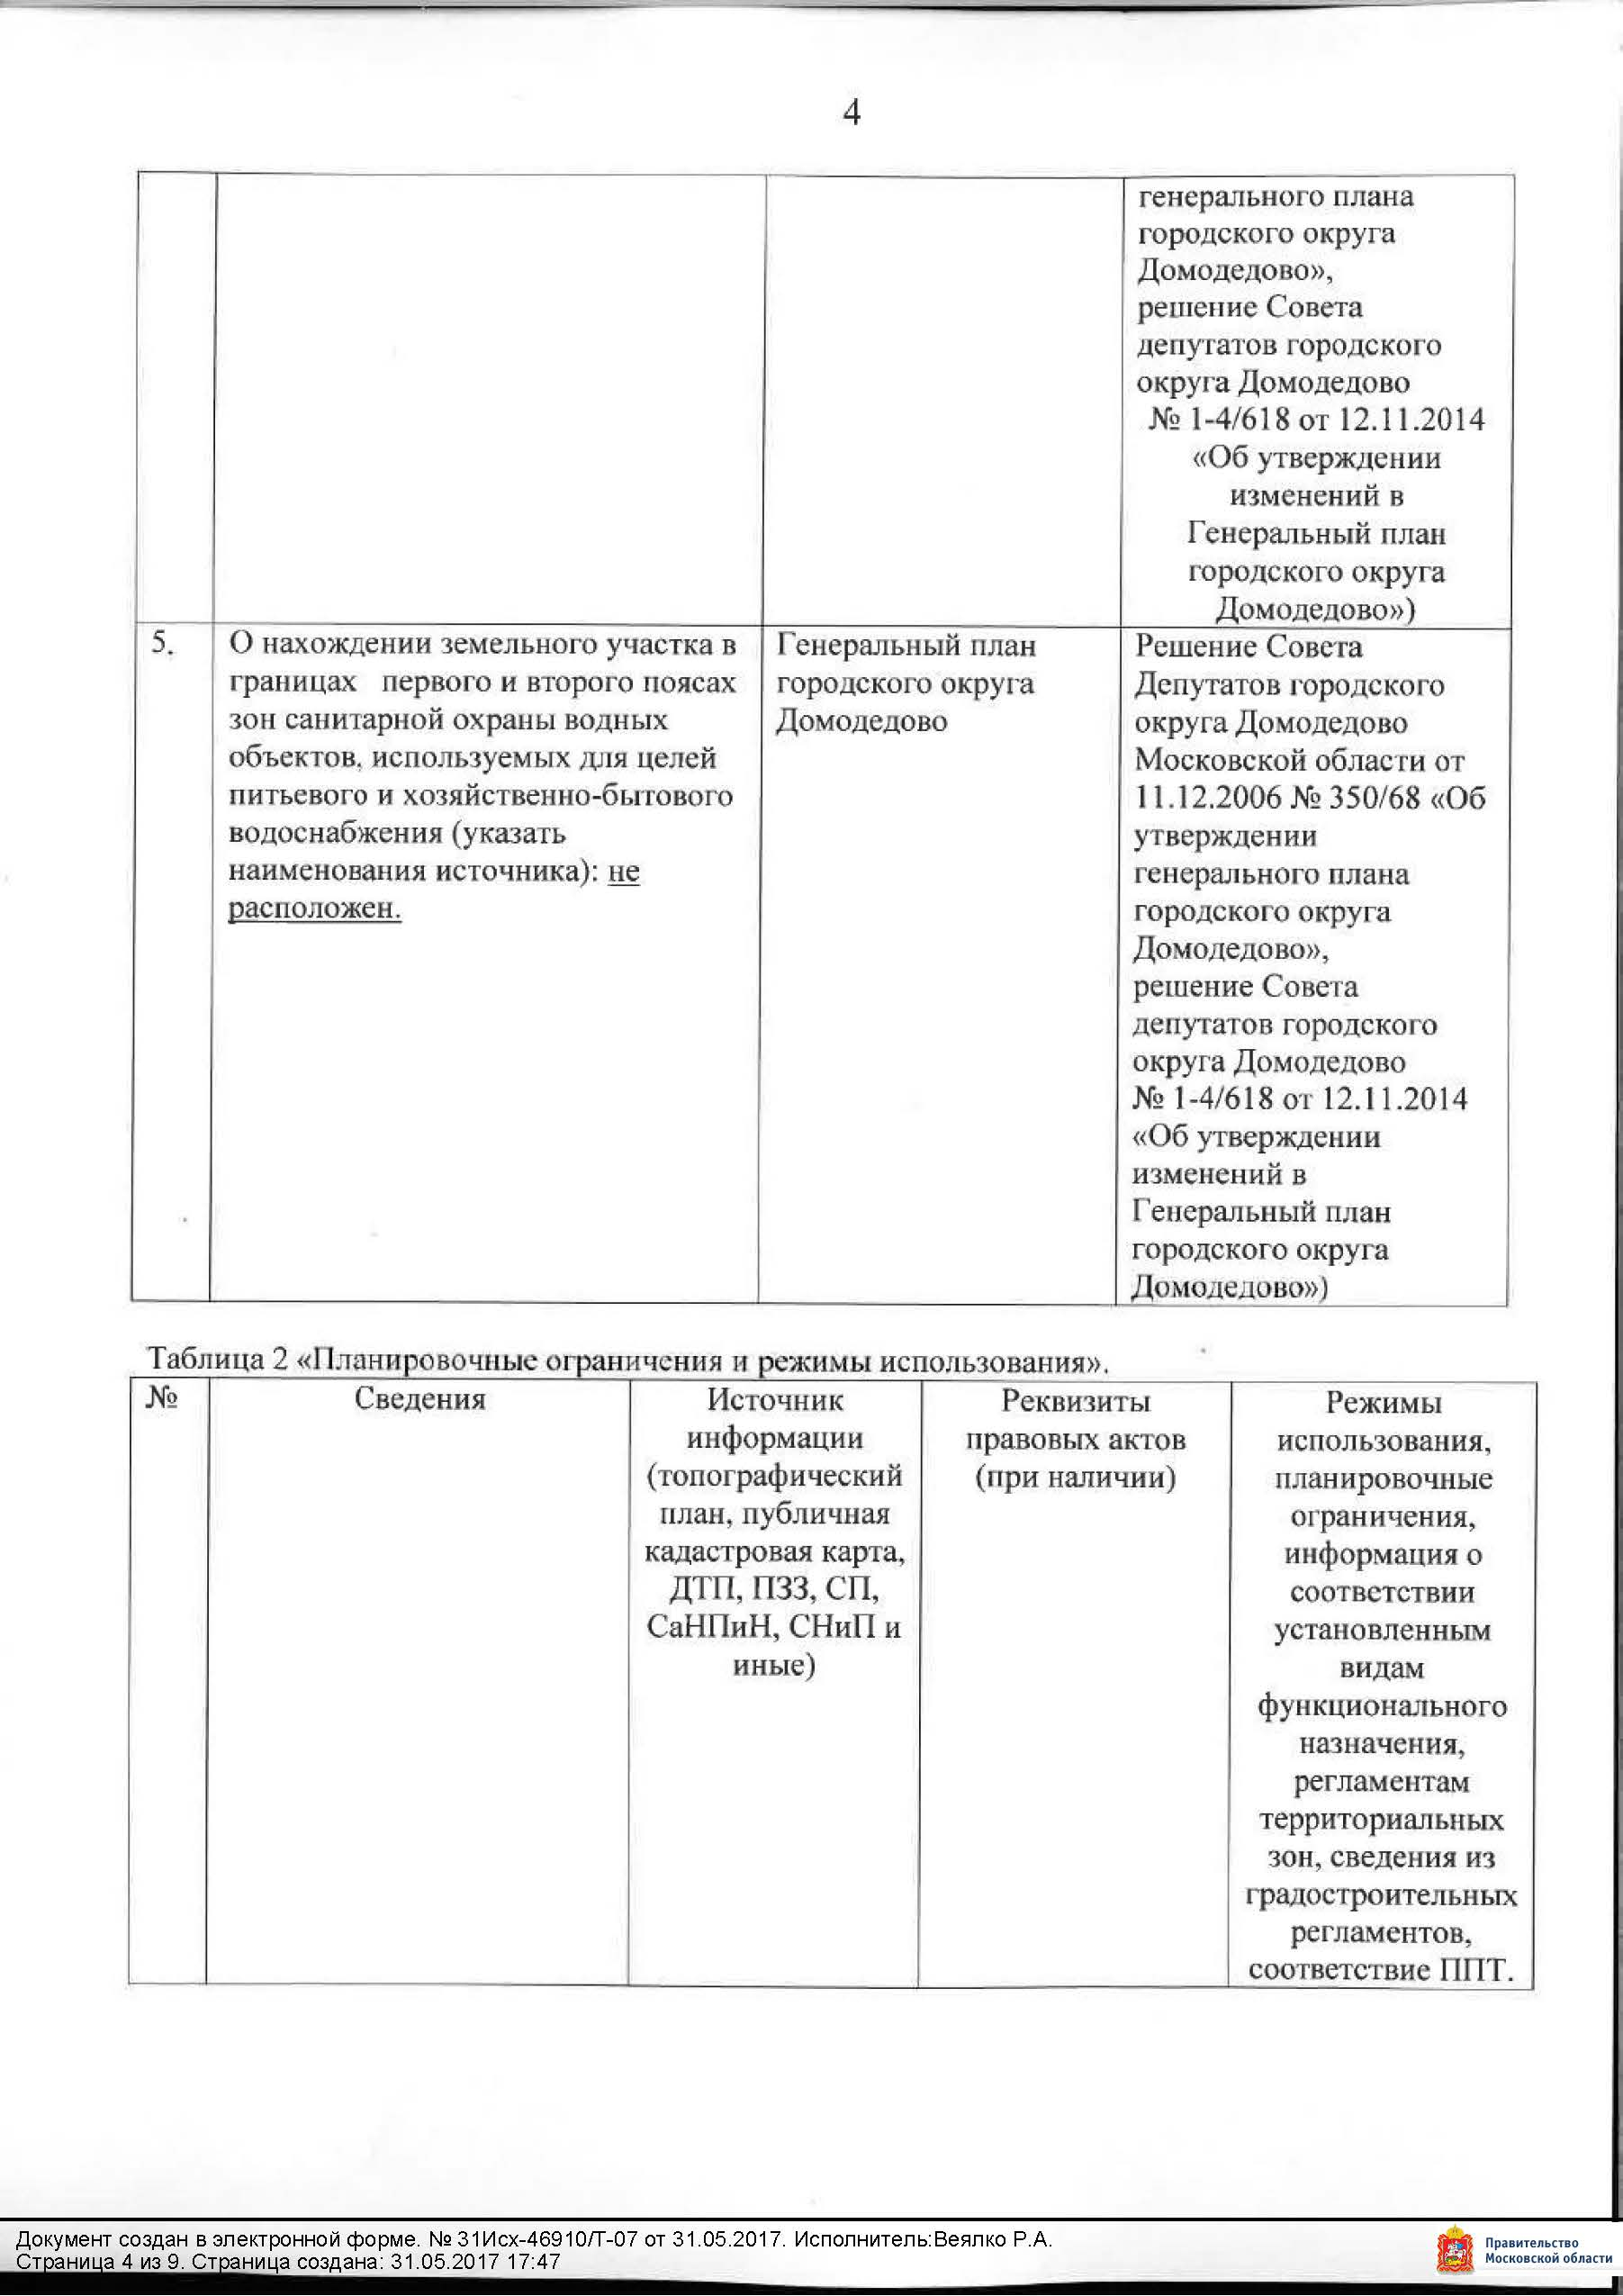 4
генерального плана
городского округа
Домодедово»,
решение Совета
депутатов городского
округа Домодедово
№ 1-4/618 от 12.11.2014
«Об утверждении
изменений в
Генеральный план
городского округа
Домодедово»)
5.
О нахождении земельного участка в
границах первого и второго поясах
зон санитарной охраны водных
объектов, используемых для целей
питьевого и хозяйственно-бытового
водоснабжения (указать
наименования источника): не
расположен.
Генеральный план
городского округа
Домодедово
Решение Совета
Депутатов городского
округа Домодедово
Московской области от
11.12.2006 № 350/68 «Об
утверждении
генерального плана
городского округа
Домодедово»,
решение Совета
депутатов городского
округа Домодедово
№ 1-4/618 от 12.11.2014
«Об утверждении
изменений в
Генеральный план
городского округа
Домодедово»)
Таблица 2 «Планировочные ограничения и режимы использования».
№
Сведения
Источник
информации
(топографический
план, публичная
кадастровая карта,
ДТП, ПЗЗ, СП,
СаНПиН, СНиП и
иные)
Реквизиты
правовых актов
(при наличии)
Режимы
использования,
планировочные
ограничения,
информация о
соответствии
установленным
видам
функционального
назначения,
регламентам
территориальных
зон, сведения из
градостроительных
регламентов,
соответствие ППТ.
Документ создан в электронной форме. № 31Исх-46910/Т-07 от 31.05.2017. Исполнитель:Веялко Р.А.
Страница 4 из 9. Страница создана: 31.05.2017 17:47
Правительство
Московской области